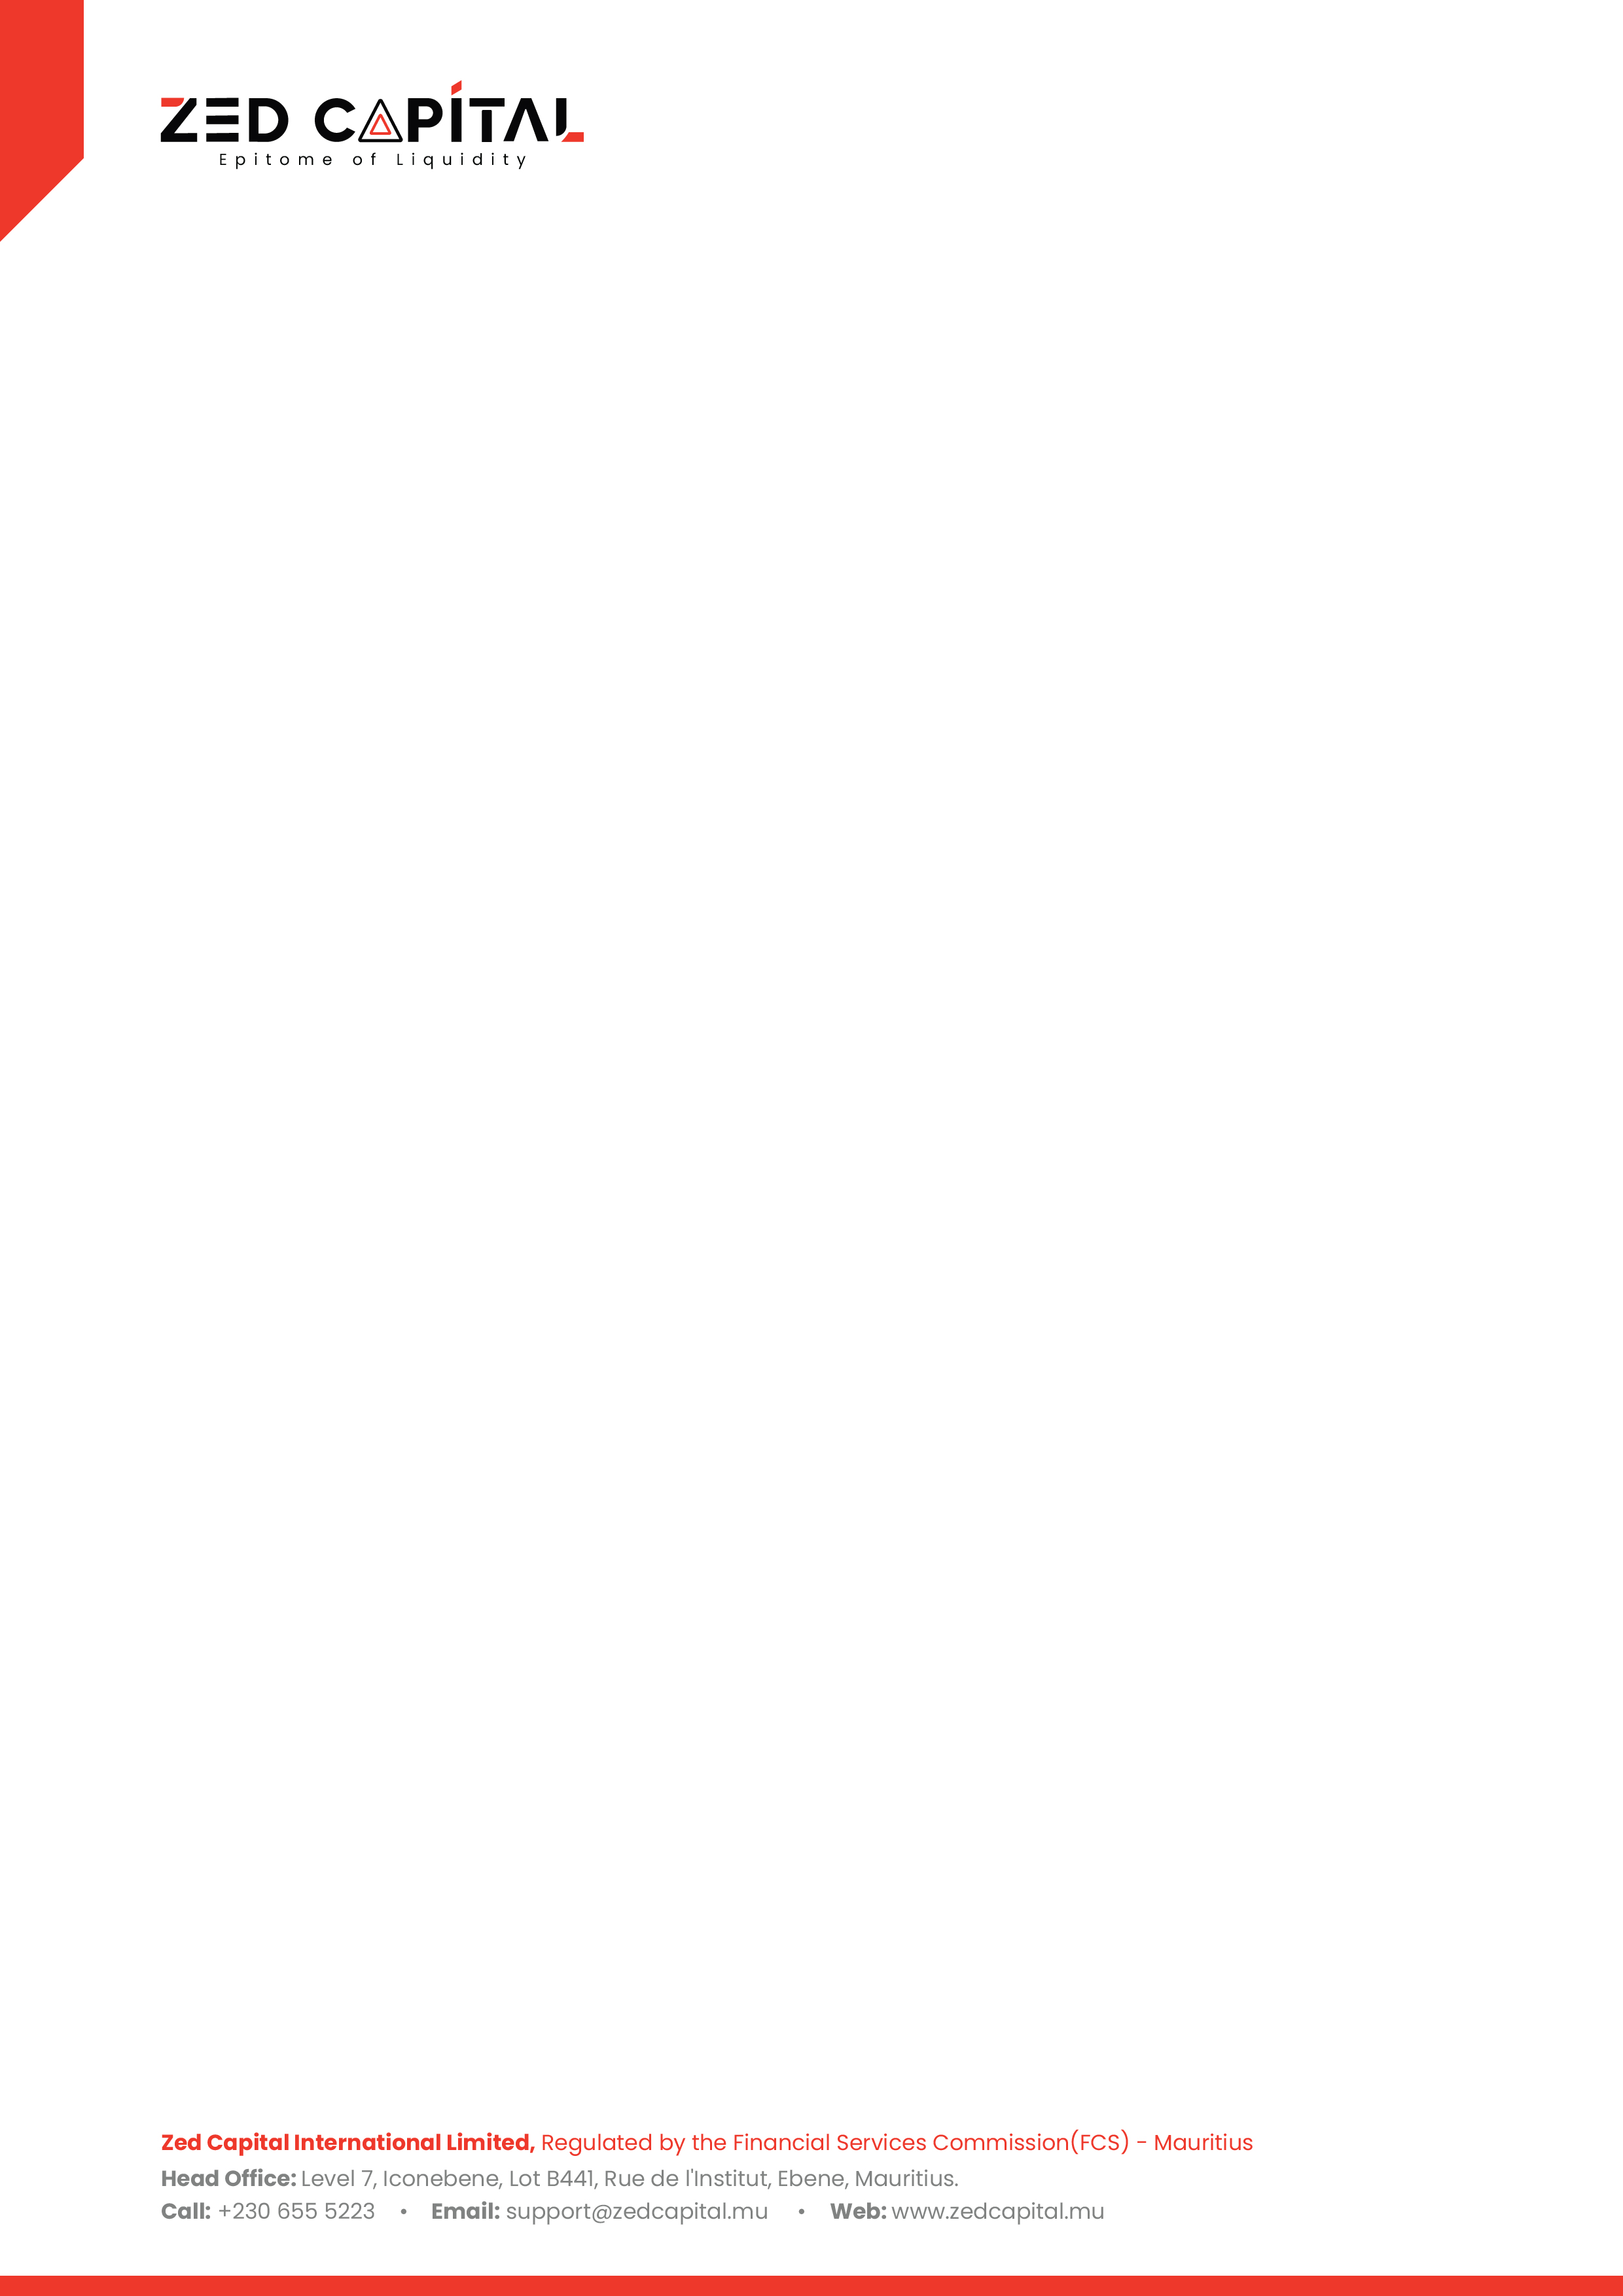 ZED CAPITAL
Epitome of Liquidity
Zed Capital International Limited, Regulated by the Financial Services Commission(FCS) - Mauritius
Head Office: Level 7, Iconebene, Lot B441, Rue de l'Institut, Ebene, Mauritius.
Call: +230 655 5223 • Email: support@zedcapital.mu • Web: www.zedcapital.mu